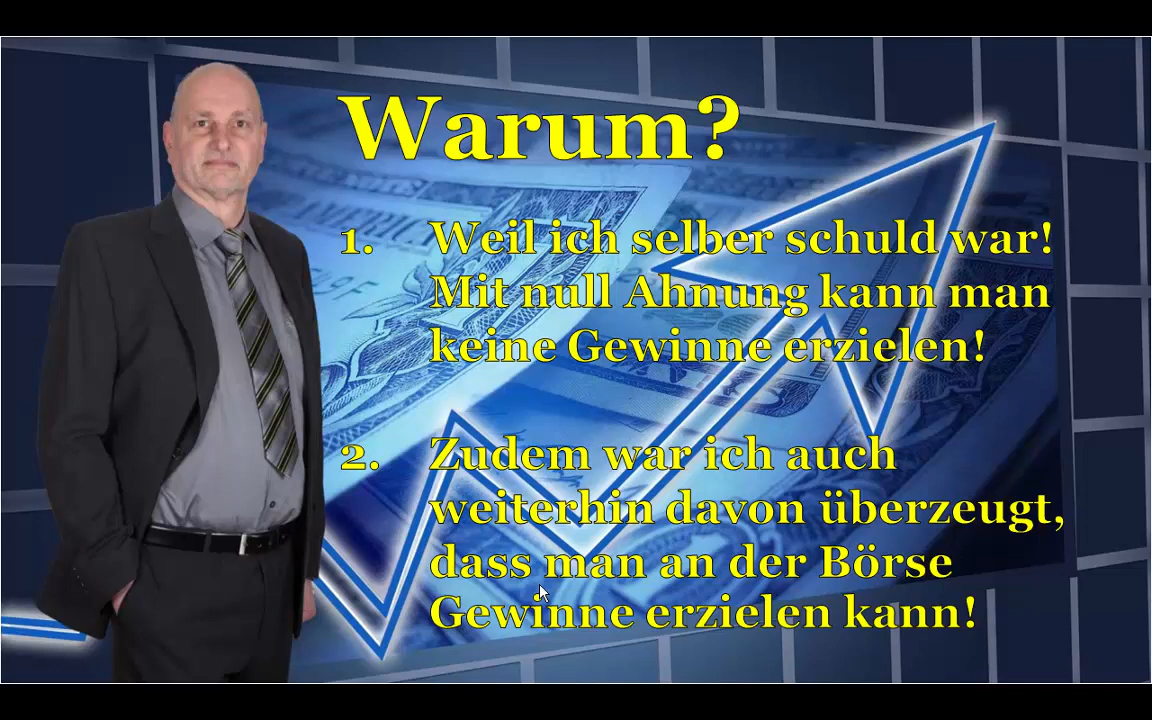 Warum?
1. Weil ich selber schuld war!
Mit null Ahnung kann man
keine Gewinne erzielen!
2. Zudem war ich auch
weiterhin davon überzeugt,
dass man an der Börse
Gewinne erzielen kann!